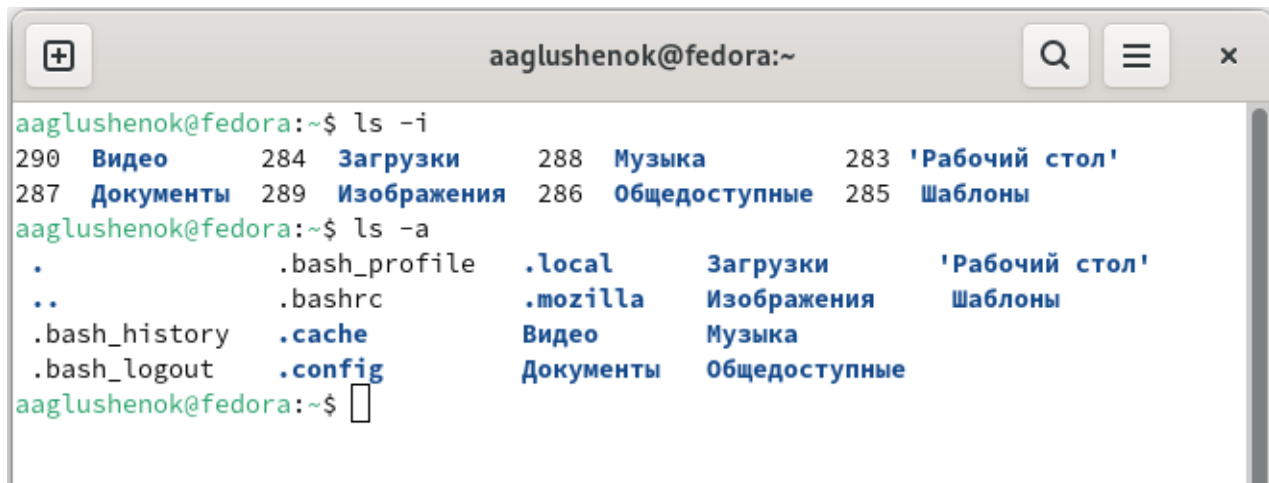 aaglushenok@fedora:~
aaglushenok@fedora:~$ ls -i
290 Видео 284 Загрузки 288 Музыка 283 'Рабочий стол'
287 Документы 289 Изображения 286 Общедоступные 285 Шаблоны
aaglushenok@fedora:~$ ls -a
. .bash_profile .local Загрузки 'Рабочий стол'
.. .bashrc .mozilla Изображения Шаблоны
.bash_history .cache Видео Музыка
.bash_logout .config Документы Общедоступные
aaglushenok@fedora:~$